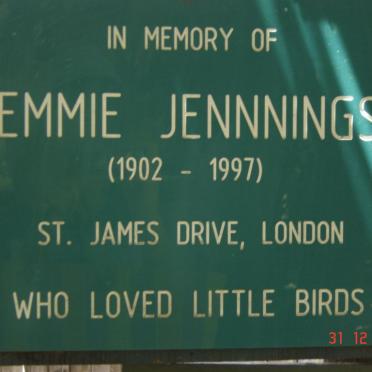 IN MEMORY OF
EMMIE JENNNINGS
(1902 - 1997)
ST. JAMES DRIVE, LONDON
WHO LOVED LITTLE BIRDS
31 12